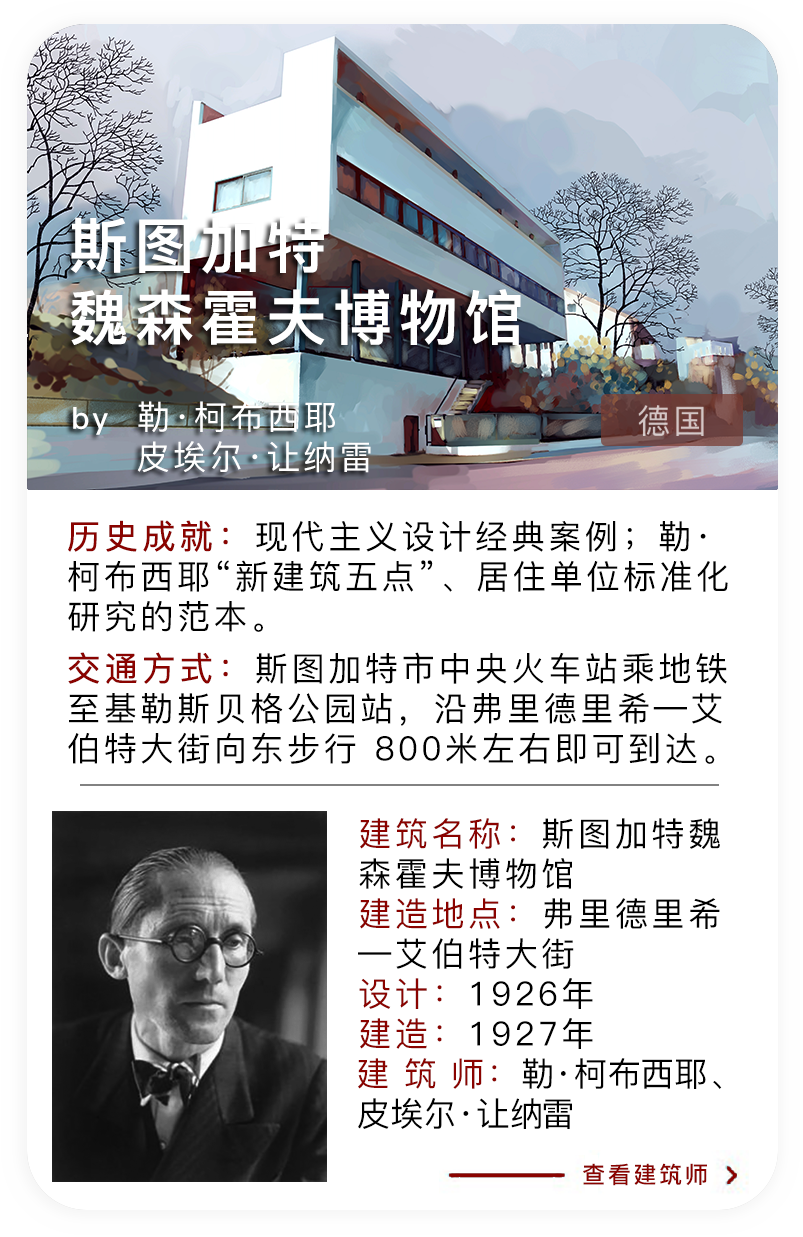 斯图加特
魏森霍夫博物馆
by 勒·柯布西耶
皮埃尔·让纳雷
德国
历史成就：现代主义设计经典案例；勒·
柯布西耶“新建筑五点”、居住单位标准化
研究的范本。
交通方式：斯图加特市中央火车站乘地铁
至基勒斯贝格公园站，沿弗里德里希—艾
伯特大街向东步行 800米左右即可到达。
建筑名称：斯图加特魏
森霍夫博物馆
建造地点：弗里德里希
—艾伯特大街
设计：1926年
建造：1927年
建 筑 师：勒·柯布西耶、
皮埃尔·让纳雷
查看建筑师 >